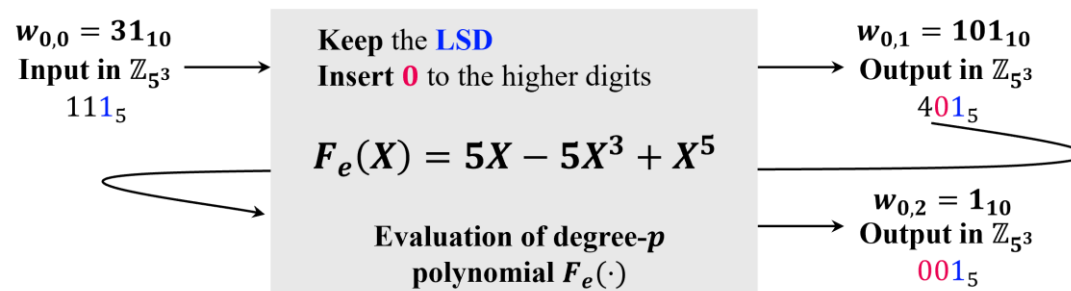 w₀,₀ = 31₁₀
Input in ℤ₅³
111₅
Keep the LSD
Insert 0 to the higher digits
Fₑ(X) = 5X − 5X³ + X⁵
Evaluation of degree-p
polynomial Fₑ(·)
w₀,₁ = 101₁₀
Output in ℤ₅³
401₅
w₀,₂ = 1₁₀
Output in ℤ₅³
001₅